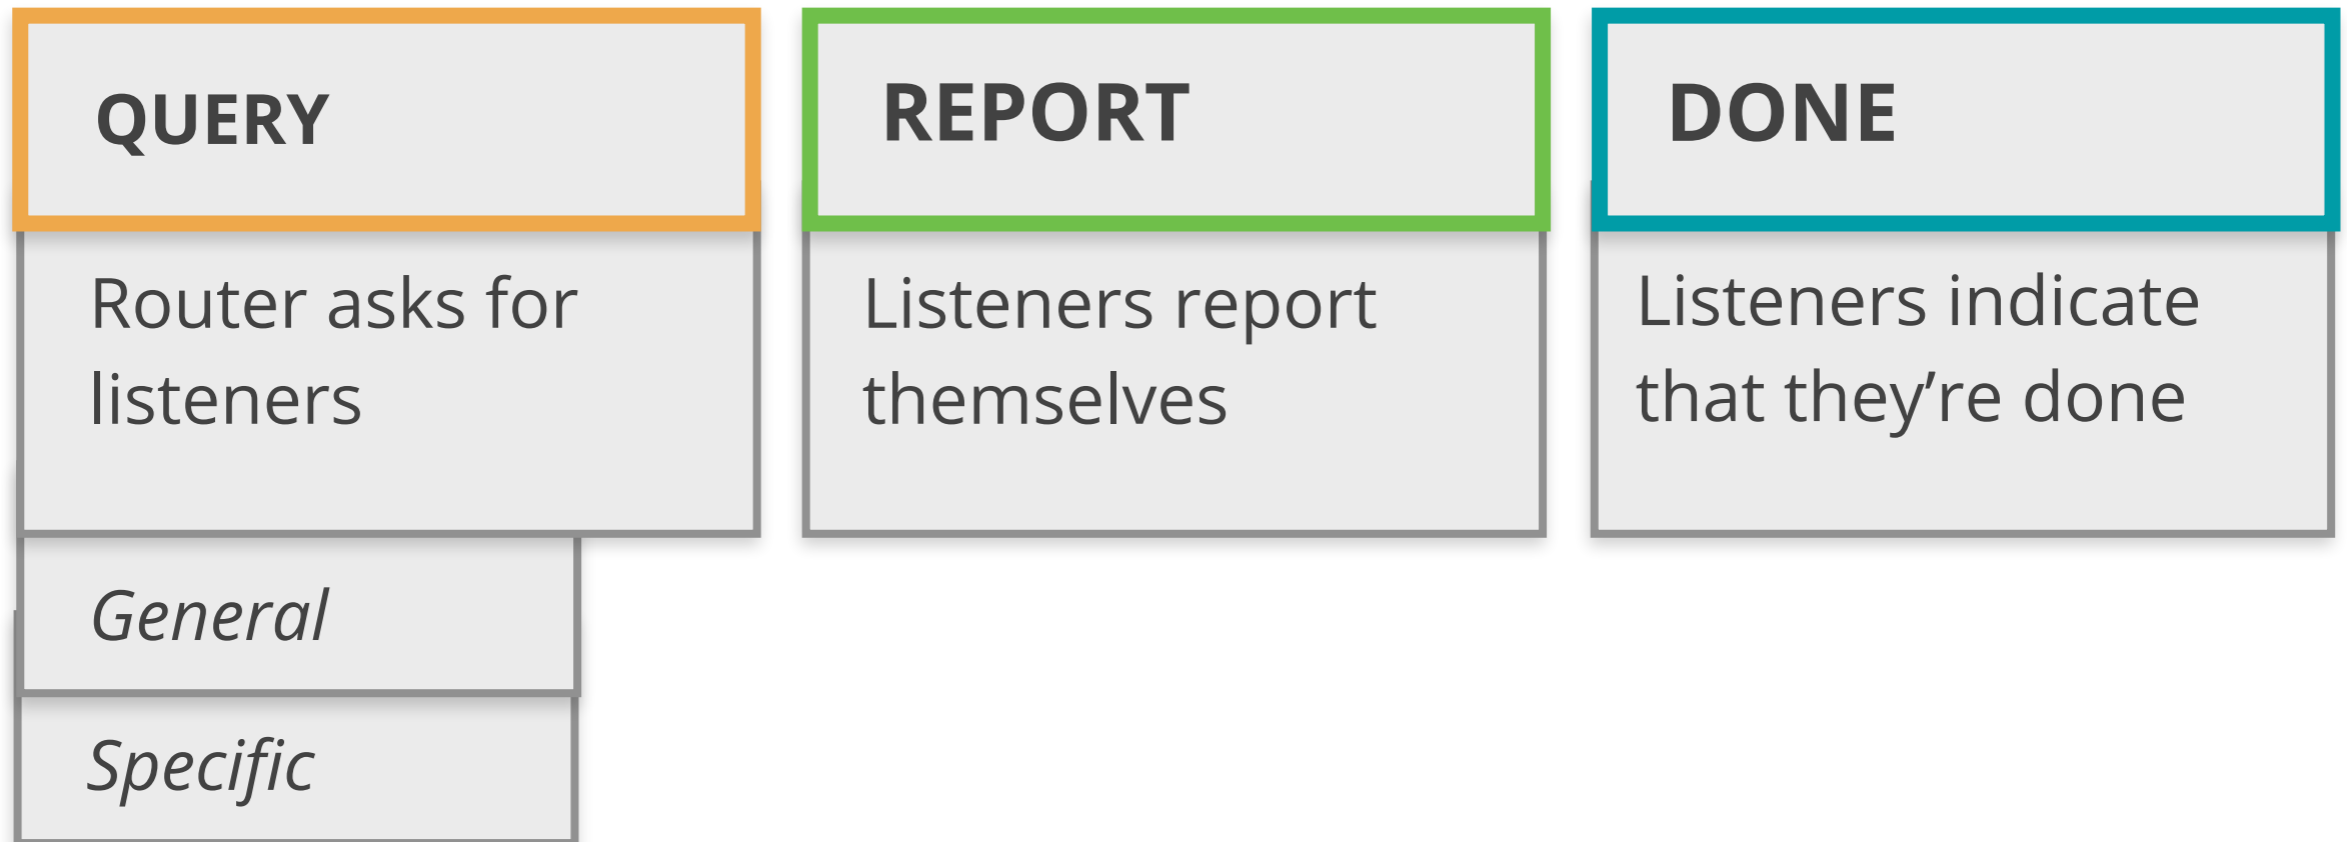 QUERY
Router asks for
listeners
General
Specific
REPORT
Listeners report
themselves
DONE
Listeners indicate
that they’re done